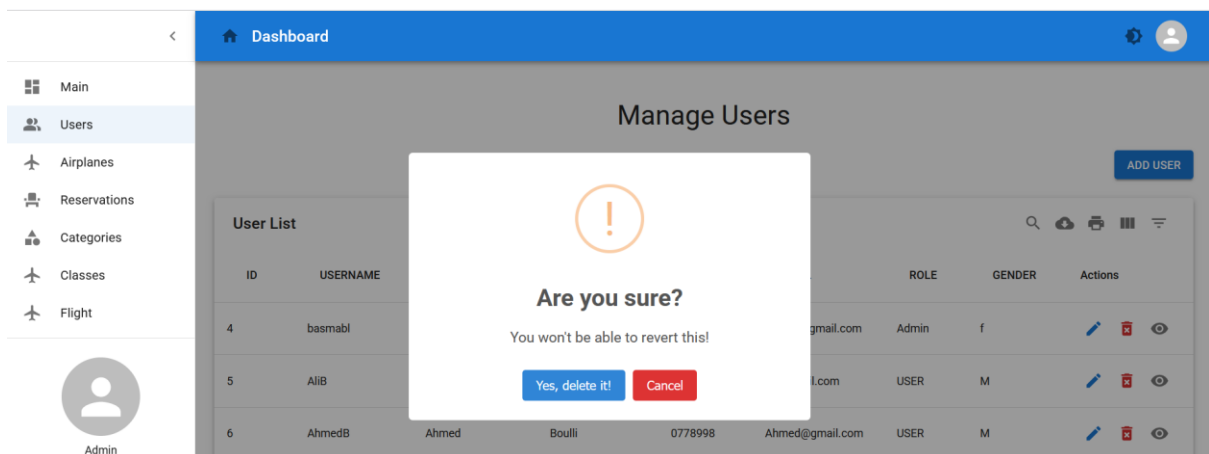 Dashboard
Main
Users
Airplanes
Reservations
Categories
Classes
Flight
Admin
Manage Users
ADD USER
User List
ID USERNAME ROLE GENDER Actions
4 basmabl gmail.com Admin f
5 AliB l.com USER M
6 AhmedB Ahmed Boulli 0778998 Ahmed@gmail.com USER M
!
Are you sure?
You won't be able to revert this!
Yes, delete it! Cancel